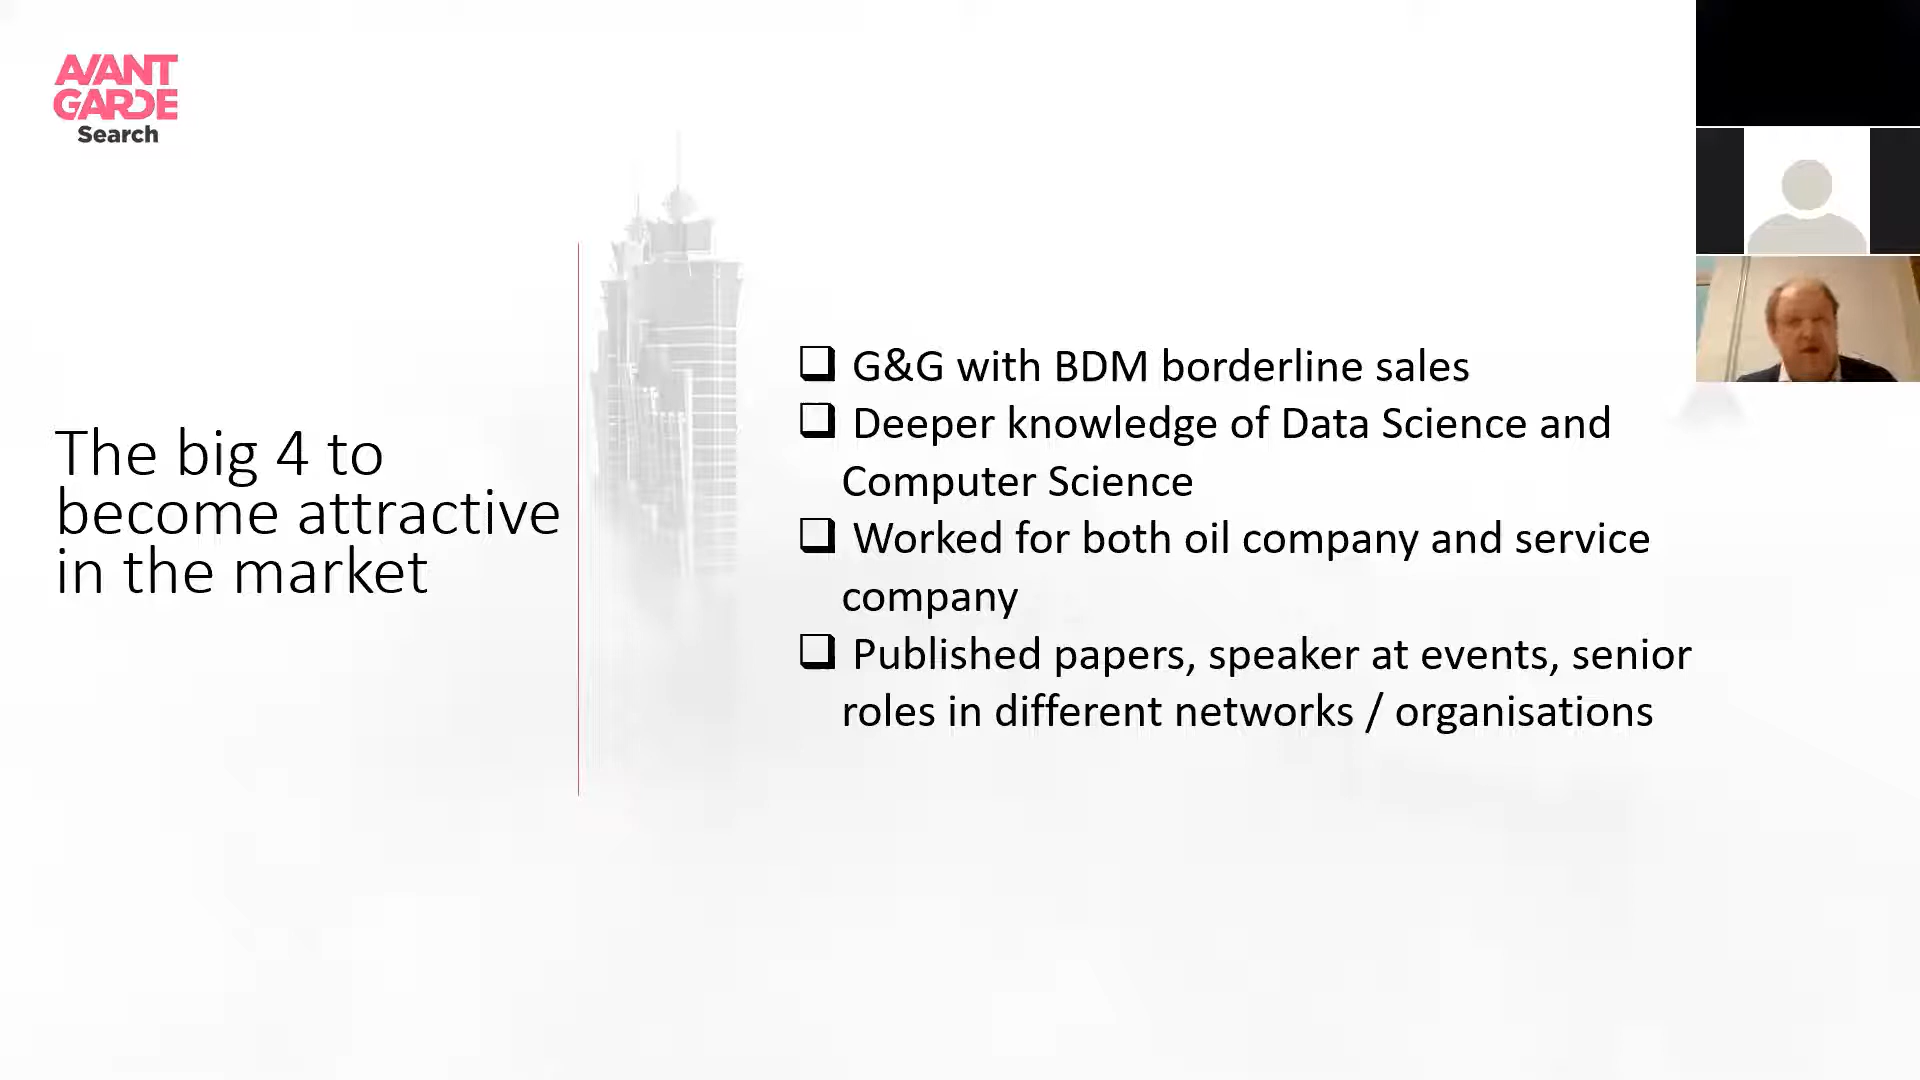 AVANT
GARDE
Search
The big 4 to
become attractive
in the market
G&G with BDM borderline sales
Deeper knowledge of Data Science and
Computer Science
Worked for both oil company and service
company
Published papers, speaker at events, senior
roles in different networks / organisations